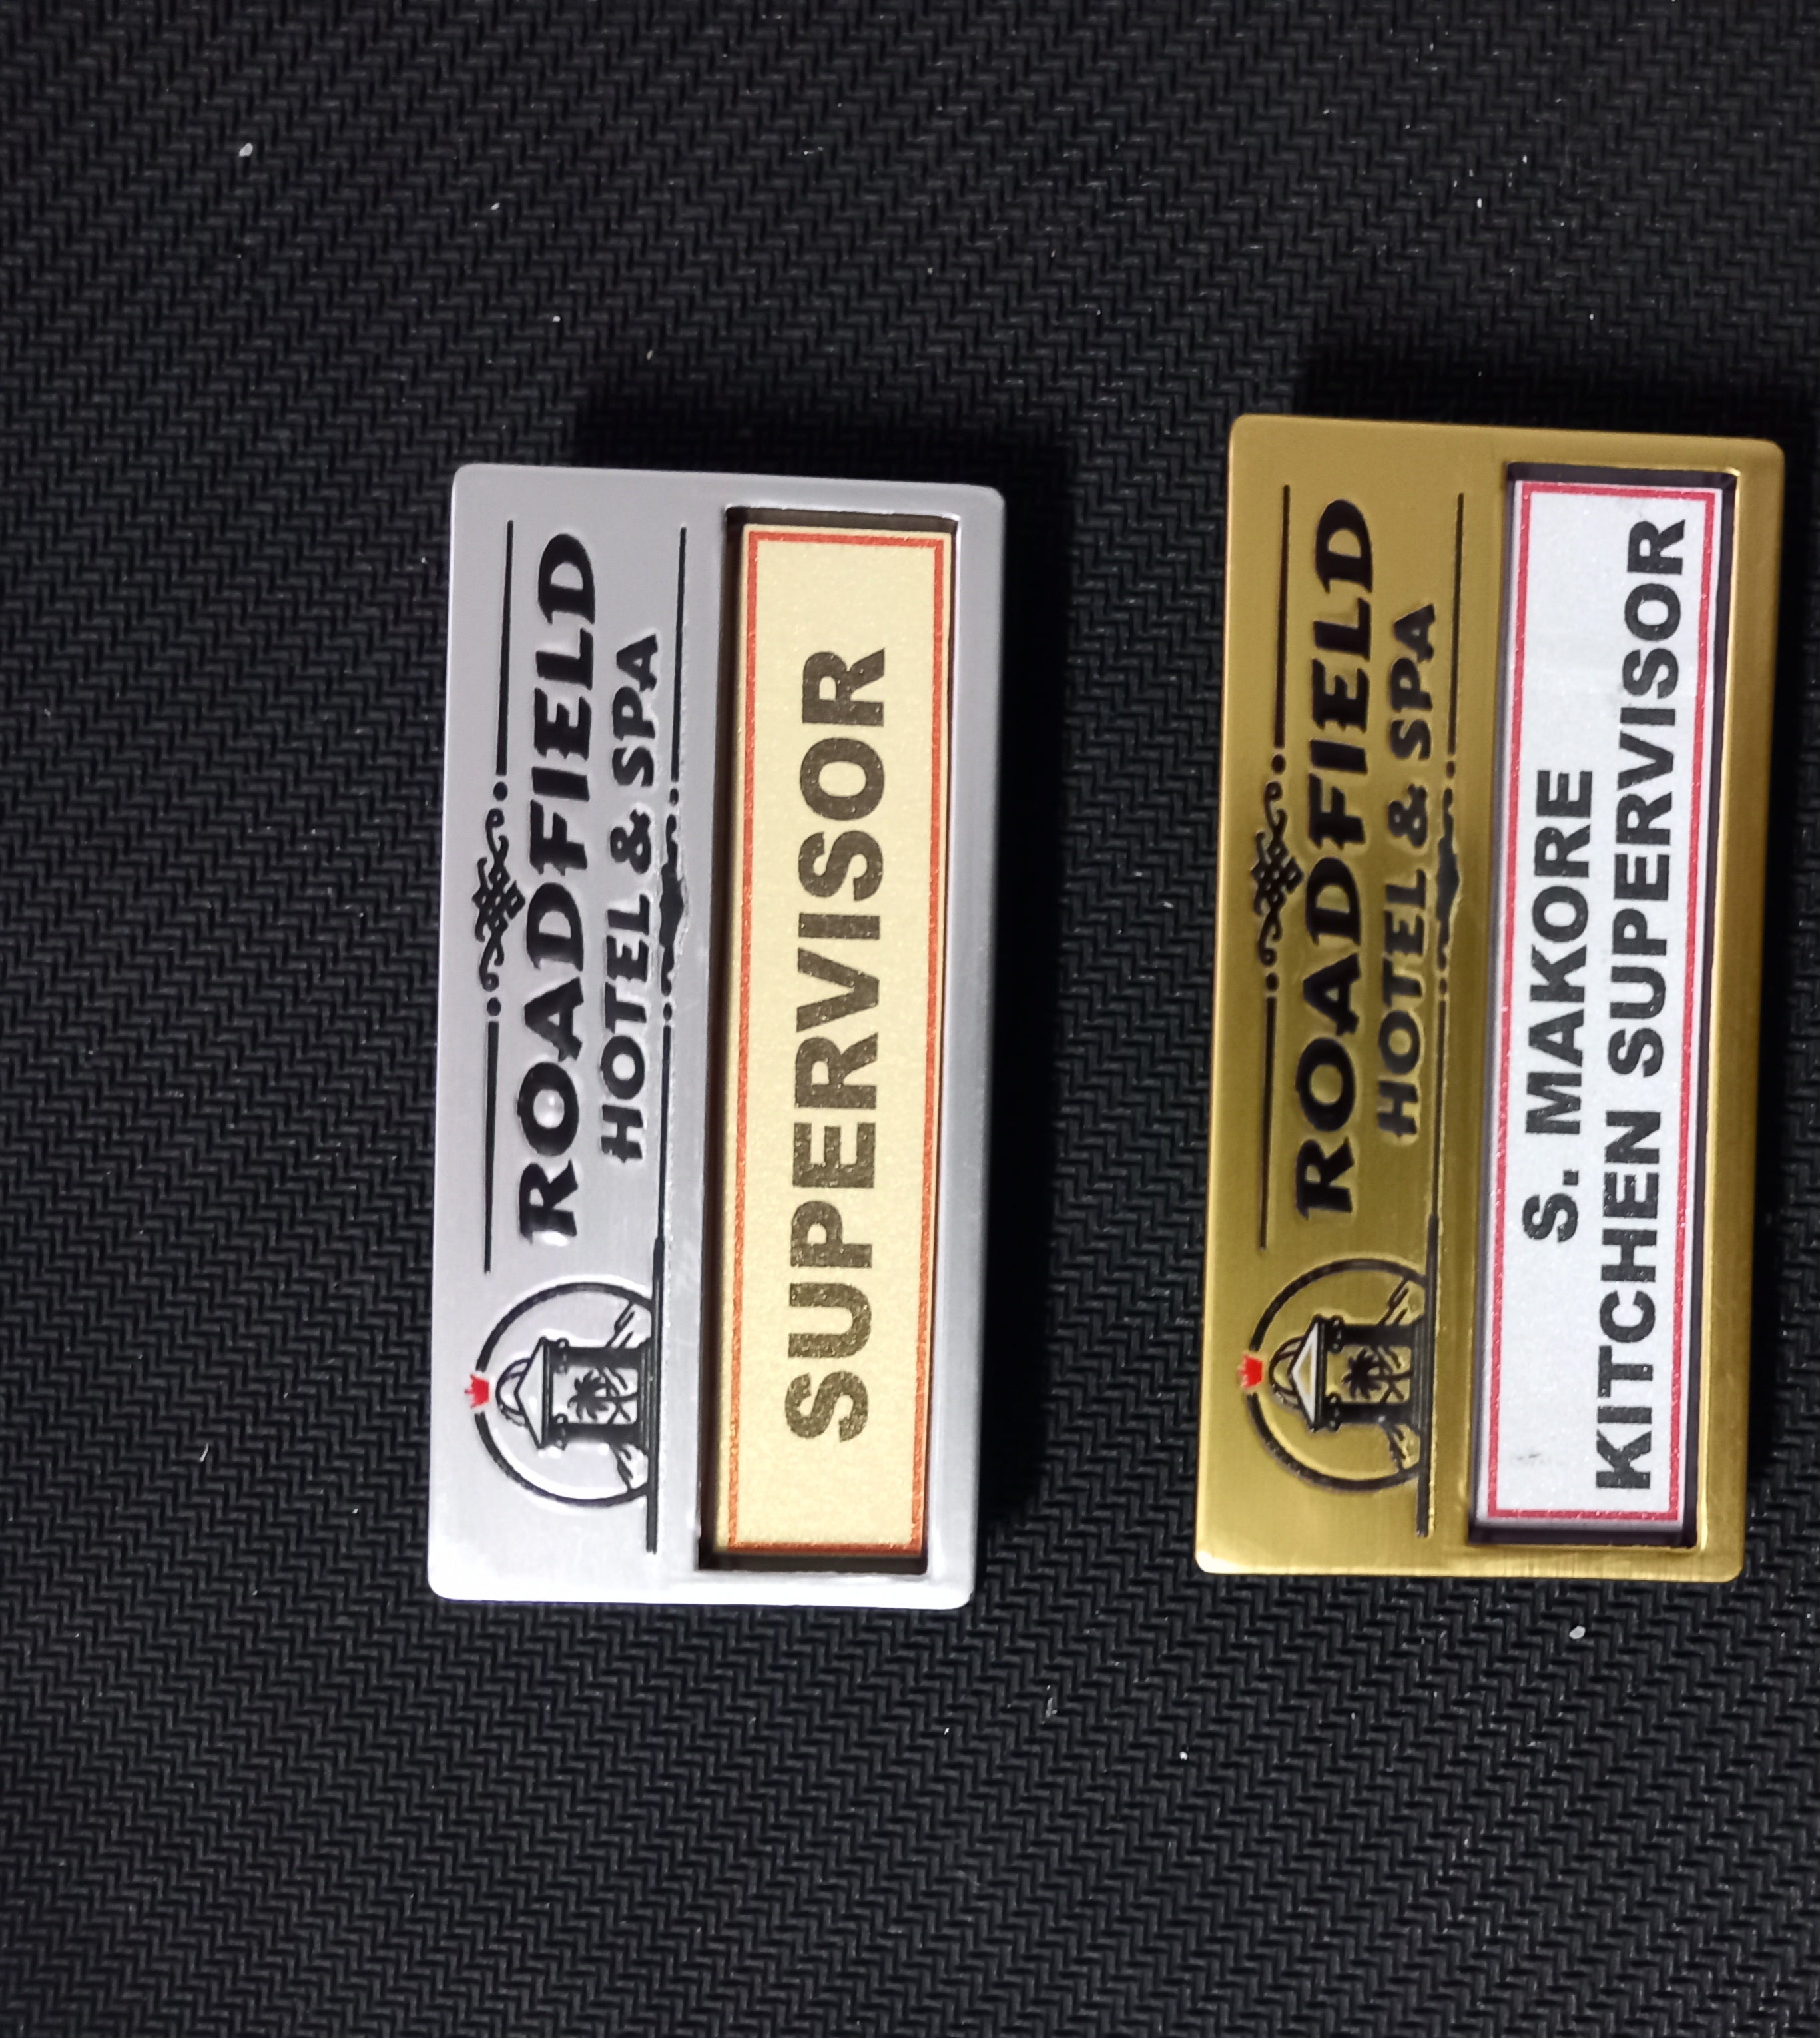 ROADFIELD
HOTEL & SPA
SUPERVISOR
ROADFIELD
HOTEL & SPA
S. MAKORE
KITCHEN SUPERVISOR